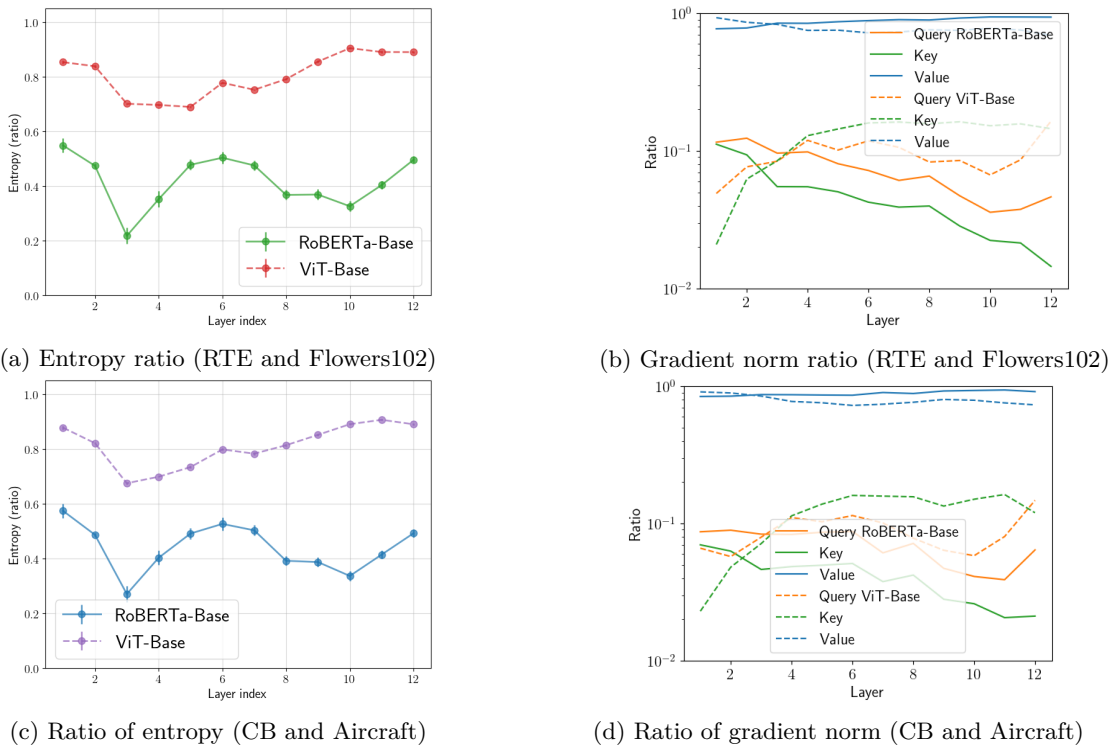 1.0
0.8
0.6
0.4
0.2
0.0
Entropy (ratio)
2 4 6 8 10 12
Layer index
RoBERTa-Base
ViT-Base
(a) Entropy ratio (RTE and Flowers102)
10^0
10^{-1}
10^{-2}
Ratio
2 4 6 8 10 12
Layer
Query RoBERTa-Base
Key
Value
Query ViT-Base
Key
Value
(b) Gradient norm ratio (RTE and Flowers102)
1.0
0.8
0.6
0.4
0.2
0.0
Entropy (ratio)
2 4 6 8 10 12
Layer index
RoBERTa-Base
ViT-Base
(c) Ratio of entropy (CB and Aircraft)
10^0
10^{-1}
10^{-2}
Ratio
2 4 6 8 10 12
Layer
Query RoBERTa-Base
Key
Value
Query ViT-Base
Key
Value
(d) Ratio of gradient norm (CB and Aircraft)